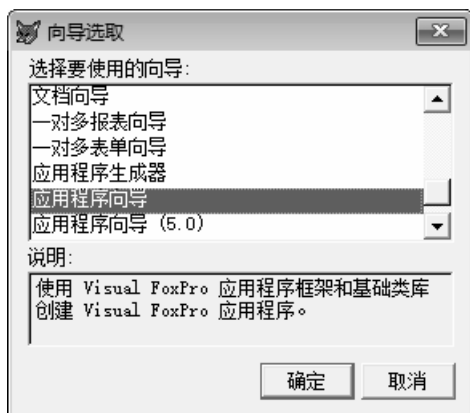 向导选取
选择要使用的向导:
文档向导
一对多报表向导
一对多表单向导
应用程序生成器
应用程序向导
应用程序向导 (5.0)
说明:
使用 Visual FoxPro 应用程序框架和基础类库
创建 Visual FoxPro 应用程序。
确定
取消